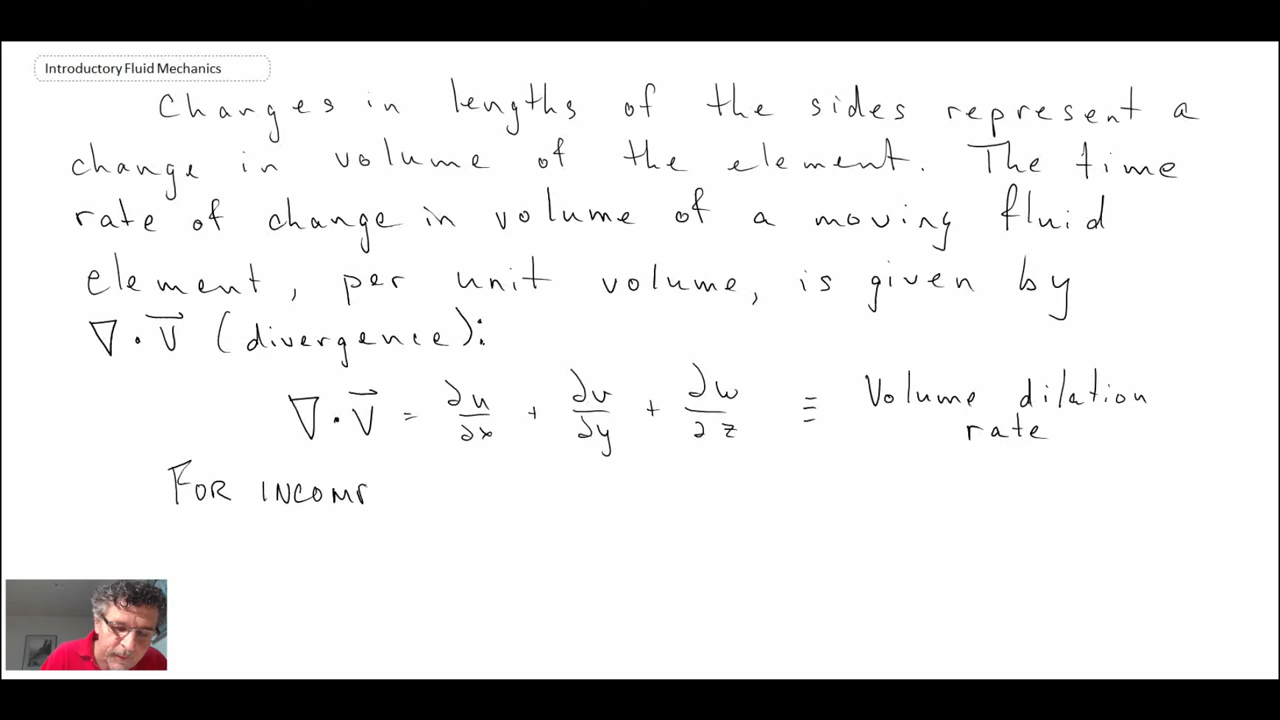 Introductory Fluid Mechanics
Changes in lengths of the sides represent a
change in volume of the element. The time
rate of change in volume of a moving fluid
element, per unit volume, is given by
∇·V⃗ (divergence):
∇·V⃗ = ∂u/∂x + ∂v/∂y + ∂w/∂z ≡ Volume dilation
rate
FOR INCOMP